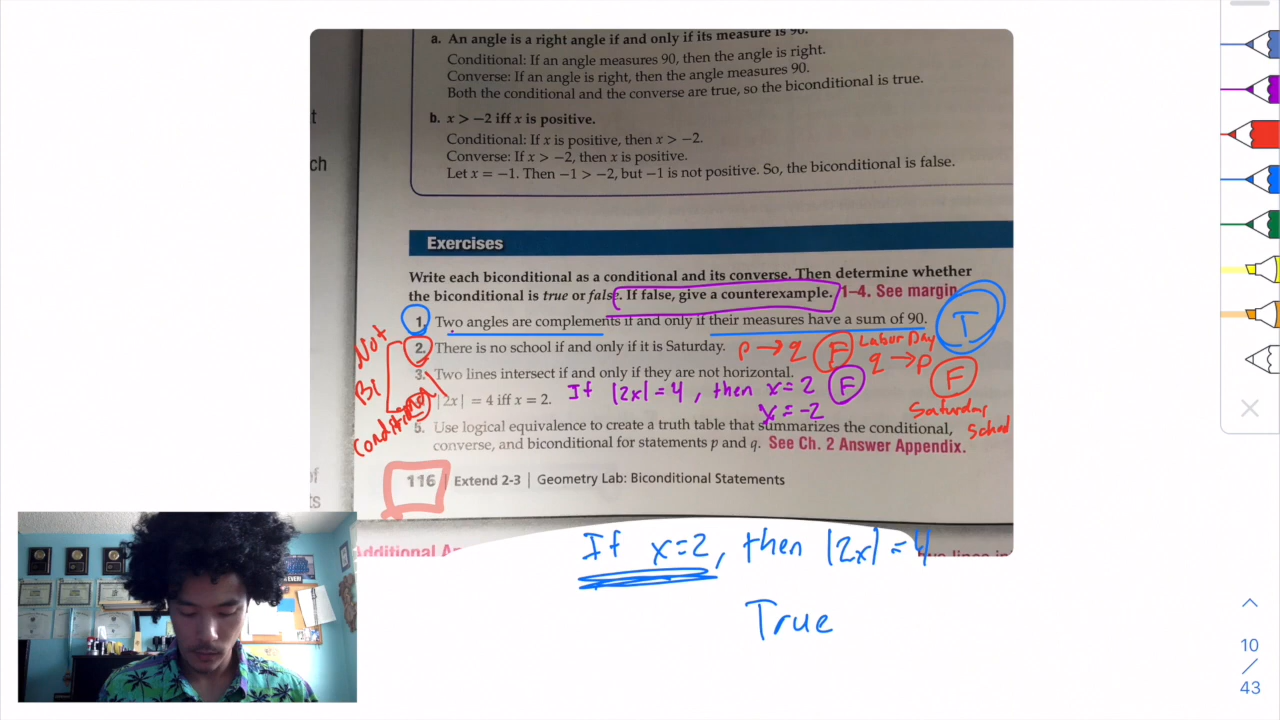 a. An angle is a right angle if and only if its measure is 90.
Conditional: If an angle measures 90, then the angle is right.
Converse: If an angle is right, then the angle measures 90.
Both the conditional and the converse are true, so the biconditional is true.
b. x > −2 iff x is positive.
Conditional: If x is positive, then x > −2.
Converse: If x > −2, then x is positive.
Let x = −1. Then −1 > −2, but −1 is not positive. So, the biconditional is false.
ch
Exercises
Write each biconditional as a conditional and its converse. Then determine whether
the biconditional is true or false. If false, give a counterexample. 1–4. See margin
1. Two angles are complements if and only if their measures have a sum of 90. T
2. There is no school if and only if it is Saturday. p → q F Labor Day
q → p F
Saturday
School
Not
Bi
Conditional
3. Two lines intersect if and only if they are not horizontal.
|2x| = 4 iff x = 2. If |2x| = 4, then x = 2 F
x = -2
5. Use logical equivalence to create a truth table that summarizes the conditional,
converse, and biconditional for statements p and q. See Ch. 2 Answer Appendix.
116 | Extend 2-3 | Geometry Lab: Biconditional Statements
If x=2, then |2x| = 4
True
10
/
43